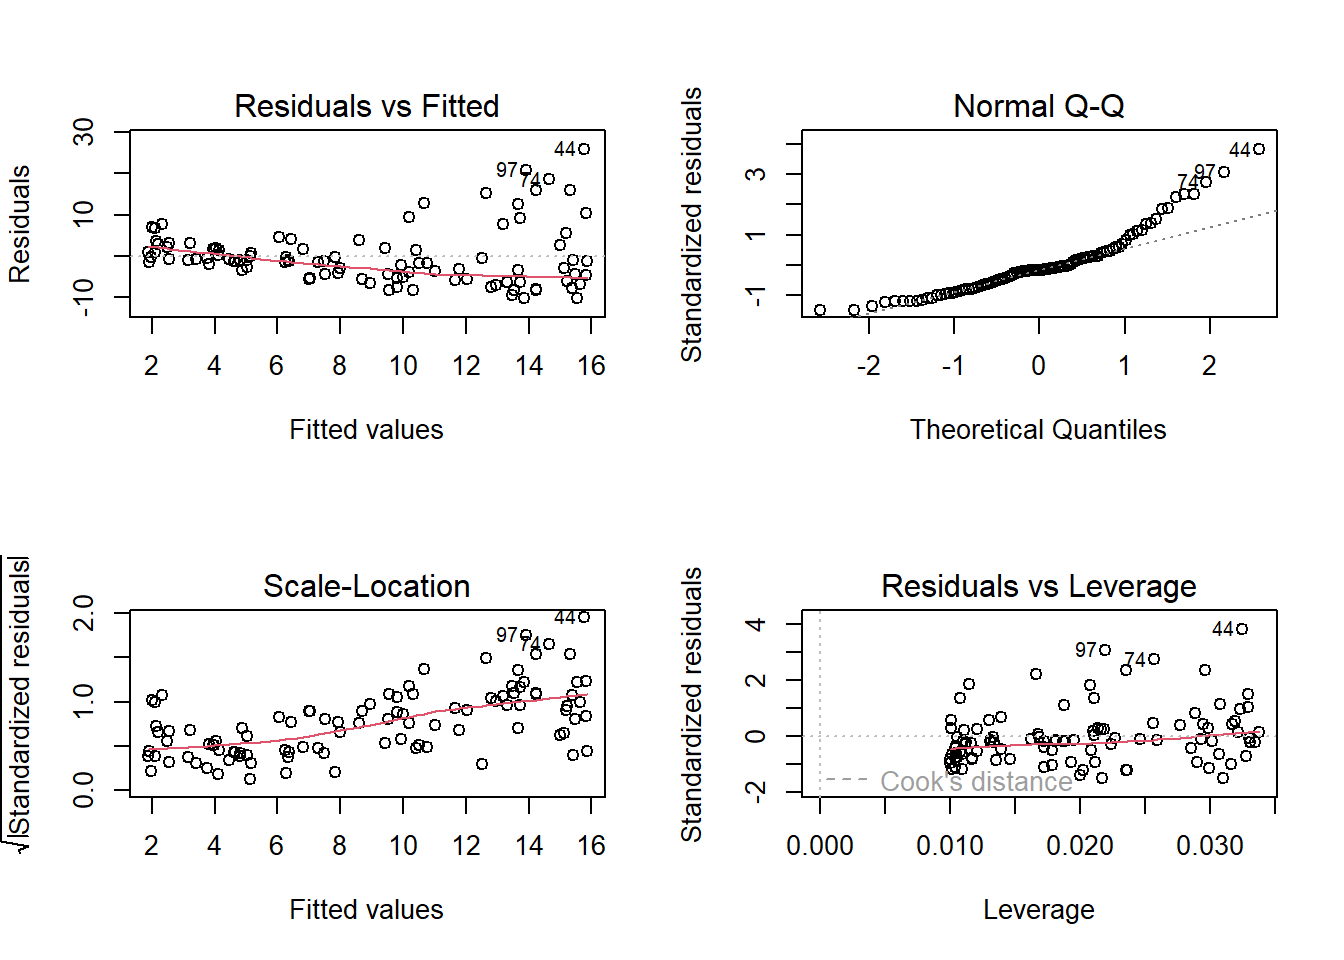 Residuals vs Fitted
Residuals
30
10
-10
44
97
74
2 4 6 8 10 12 14 16
Fitted values
Normal Q-Q
Standardized residuals
3
1
-1
44
97
74
-2 -1 0 1 2
Theoretical Quantiles
Scale-Location
√|Standardized residuals|
2.0
1.0
0.0
44
97
74
2 4 6 8 10 12 14 16
Fitted values
Residuals vs Leverage
Standardized residuals
4
2
0
-2
44
97
74
Cook's distance
0.000 0.010 0.020 0.030
Leverage